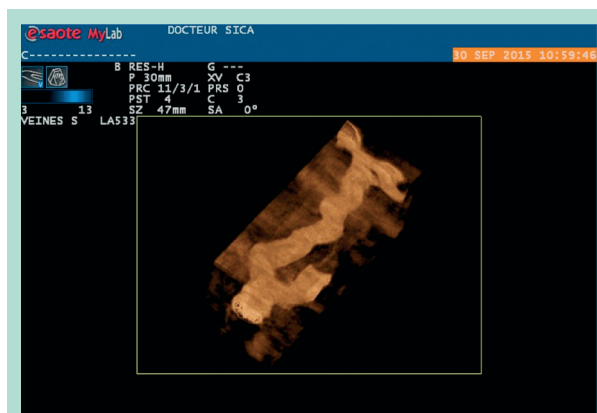 esaote MyLab DOCTEUR SICA
C--------------
30 SEP 2015 10:59:46
B RES-H G ---
P 30mm XV C3
PRC 11/3/1 PRS 0
PST 4 C 3
3 13 SZ 47mm SA 0°
VEINES S LA533